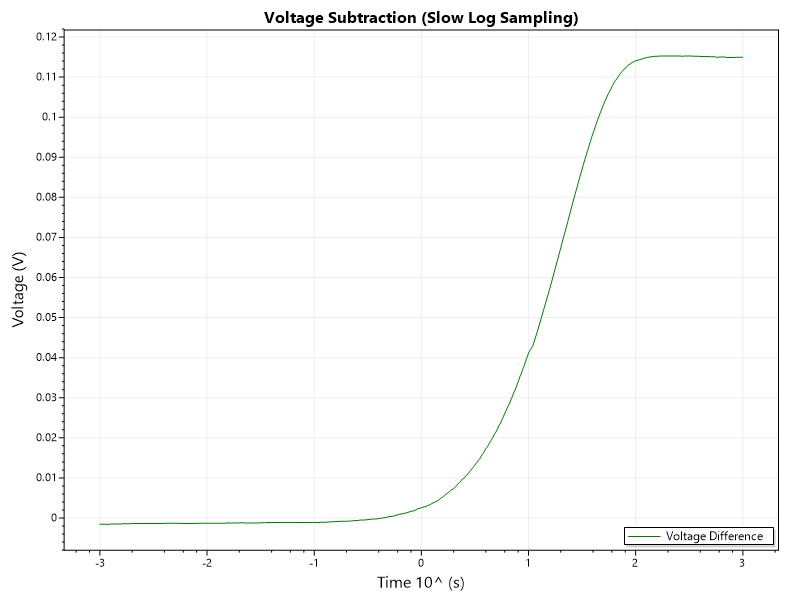 Voltage Subtraction (Slow Log Sampling)
0.12
0.11
0.1
0.09
0.08
0.07
0.06
0.05
0.04
0.03
0.02
0.01
0
Voltage (V)
Voltage Difference
-3 -2 -1 0 1 2 3
Time 10^ (s)